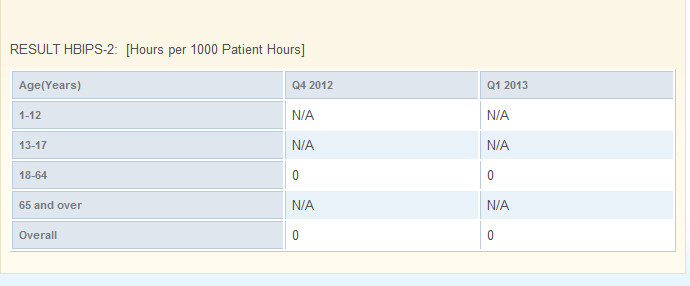 RESULT HBIPS-2: [Hours per 1000 Patient Hours]
Age(Years) Q4 2012 Q1 2013
1-12 N/A N/A
13-17 N/A N/A
18-64 0 0
65 and over N/A N/A
Overall 0 0